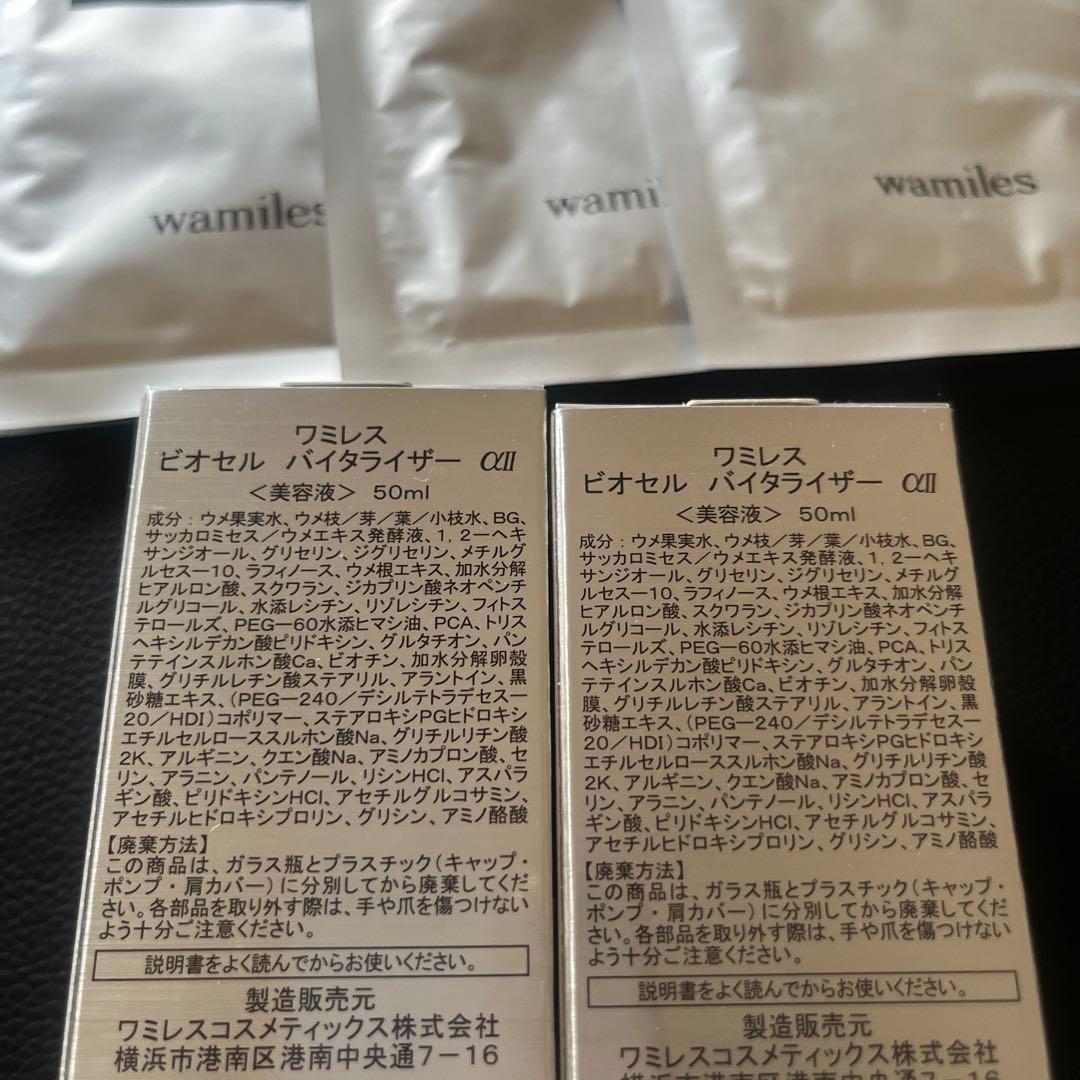 wamiles
wami
wamiles
ワミレス
ビオセル バイタライザー αII
＜美容液＞ 50ml
成分：ウメ果実水、ウメ枝／芽／葉／小枝水、BG、
サッカロミセス／ウメエキス発酵液、1，2－ヘキ
サンジオール、グリセリン、ジグリセリン、メチルグ
ルセス－10、ラフィノース、ウメ根エキス、加水分解
ヒアルロン酸、スクワラン、ジカプリン酸ネオペンチ
ルグリコール、水添レシチン、リゾレシチン、フィトス
テロールズ、PEG－60水添ヒマシ油、PCA、トリス
ヘキシルデカン酸ピリドキシン、グルタチオン、パン
テテインスルホン酸Ca、ビオチン、加水分解卵殻
膜、グリチルレチン酸ステアリル、アラントイン、黒
砂糖エキス、（PEG－240／デシルテトラデセス－
20／HDI）コポリマー、ステアロキシPGヒドロキシ
エチルセルローススルホン酸Na、グリチルリチン酸
2K、アルギニン、クエン酸Na、アミノカプロン酸、セ
リン、アラニン、パンテノール、リシンHCl、アスパラ
ギン酸、ピリドキシンHCl、アセチルグルコサミン、
アセチルヒドロキシプロリン、グリシン、アミノ酪酸
【廃棄方法】
この商品は、ガラス瓶とプラスチック（キャップ・
ポンプ・肩カバー）に分別してから廃棄してくだ
さい。各部品を取り外す際は、手や爪を傷つけない
よう十分ご注意ください。
説明書をよく読んでからお使いください。
製造販売元
ワミレスコスメティックス株式会社
横浜市港南区港南中央通7－16
ワミレス
ビオセル バイタライザー αII
＜美容液＞ 50ml
成分：ウメ果実水、ウメ枝／芽／葉／小枝水、BG、
サッカロミセス／ウメエキス発酵液、1，2－ヘキ
サンジオール、グリセリン、ジグリセリン、メチルグ
ルセス－10、ラフィノース、ウメ根エキス、加水分解
ヒアルロン酸、スクワラン、ジカプリン酸ネオペンチ
ルグリコール、水添レシチン、リゾレシチン、フィトス
テロールズ、PEG－60水添ヒマシ油、PCA、トリス
ヘキシルデカン酸ピリドキシン、グルタチオン、パン
テテインスルホン酸Ca、ビオチン、加水分解卵殻
膜、グリチルレチン酸ステアリル、アラントイン、黒
砂糖エキス、（PEG－240／デシルテトラデセス－
20／HDI）コポリマー、ステアロキシPGヒドロキシ
エチルセルローススルホン酸Na、グリチルリチン酸
2K、アルギニン、クエン酸Na、アミノカプロン酸、セ
リン、アラニン、パンテノール、リシンHCl、アスパラ
ギン酸、ピリドキシンHCl、アセチルグルコサミン、
アセチルヒドロキシプロリン、グリシン、アミノ酪酸
【廃棄方法】
この商品は、ガラス瓶とプラスチック（キャップ・
ポンプ・肩カバー）に分別してから廃棄してくだ
さい。各部品を取り外す際は、手や爪を傷つけない
よう十分ご注意ください。
説明書をよく読んでからお使いください。
製造販売元
ワミレスコスメティックス株式会社